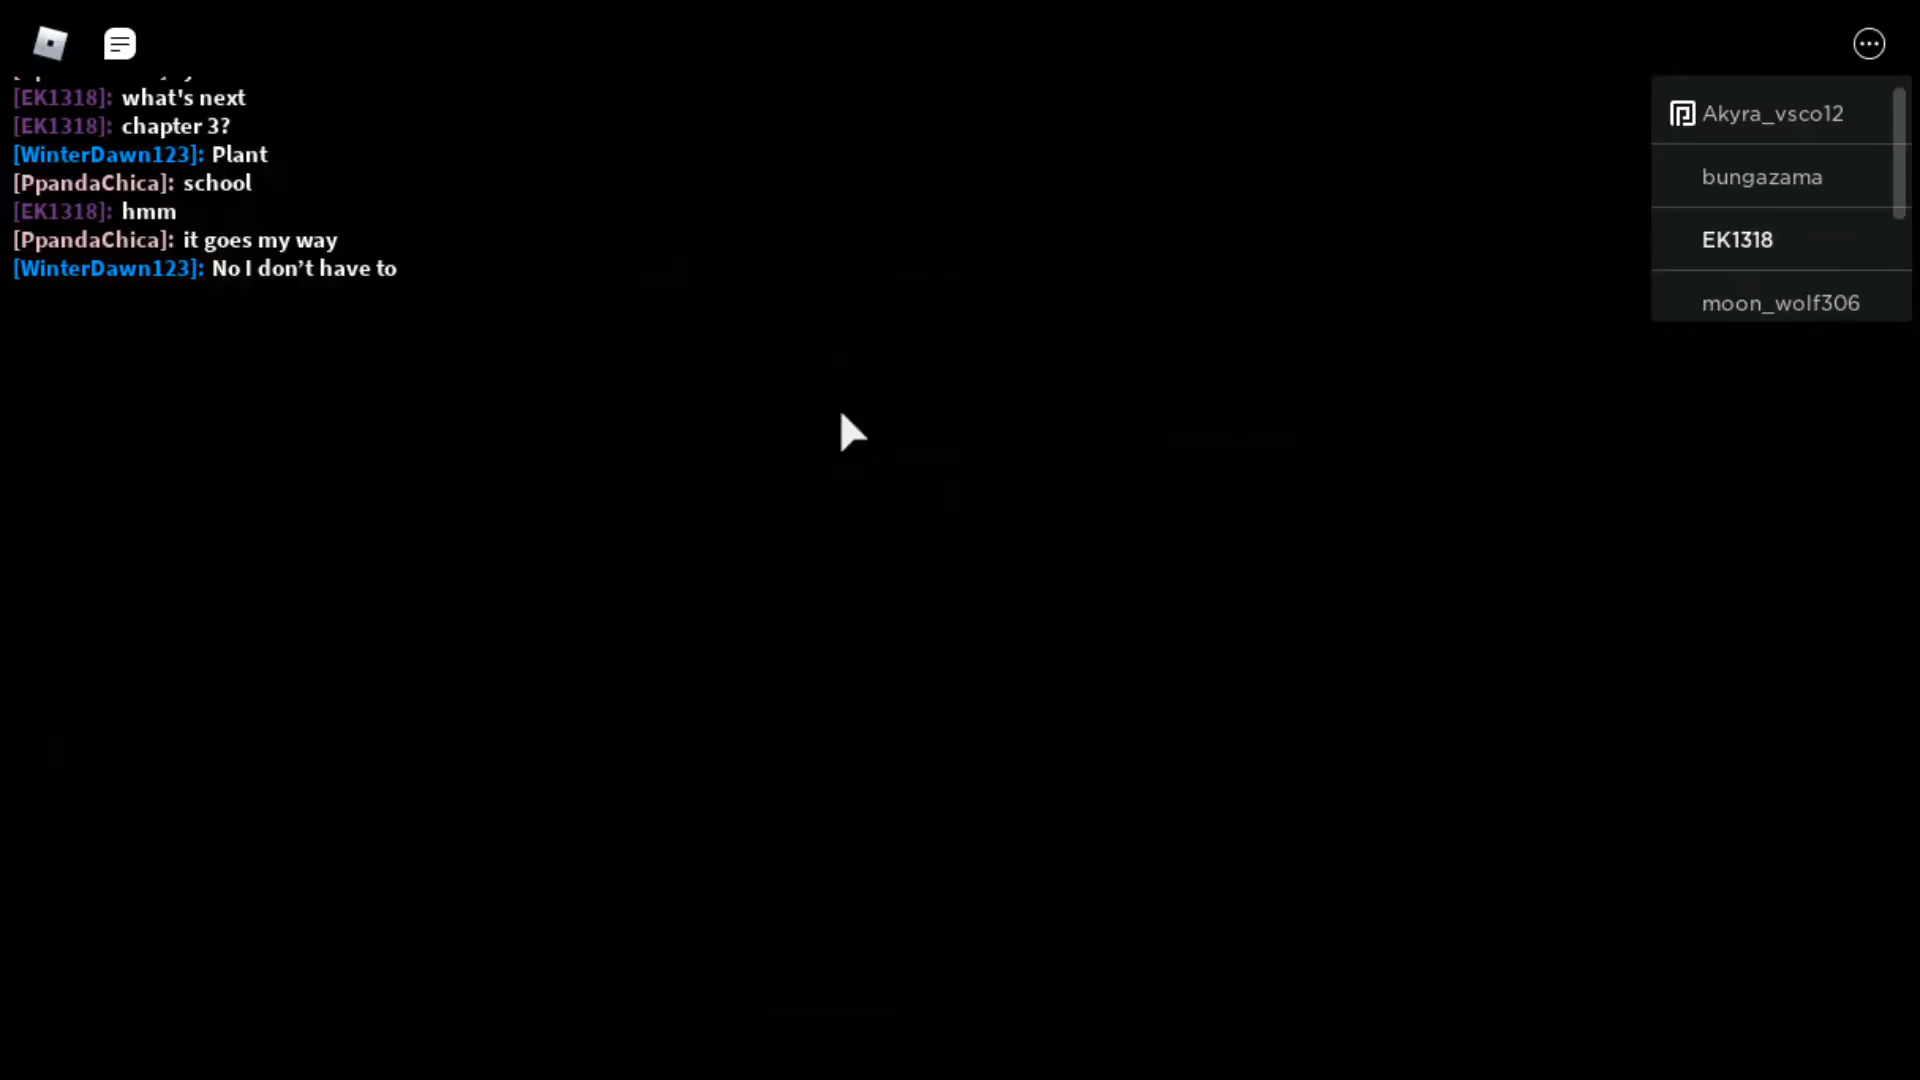 [EK1318]: what's next
[EK1318]: chapter 3?
[WinterDawn123]: Plant
[PpandaChica]: school
[EK1318]: hmm
[PpandaChica]: it goes my way
[WinterDawn123]: No I don’t have to
Akyra_vsco12
bungazama
EK1318
moon_wolf306